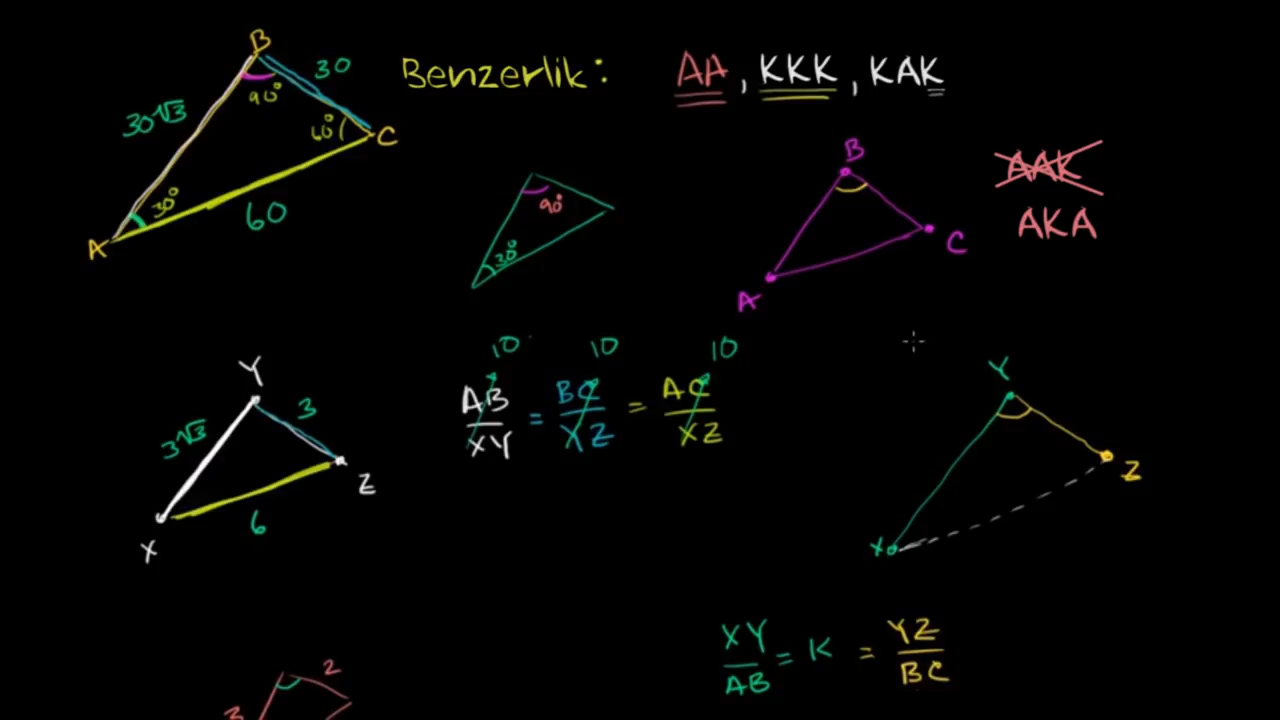 Benzerlik: AA, KKK, KAK
AAK
AKA
B
30
30√3
90°
60°
C
30°
60
A
90°
30°
B
C
A
Y
3
3√3
Z
6
X
10 10 10
AB/XY = BC/XZ = AC/XZ
Y
Z
X
XY/AB = K = YZ/BC
2
3